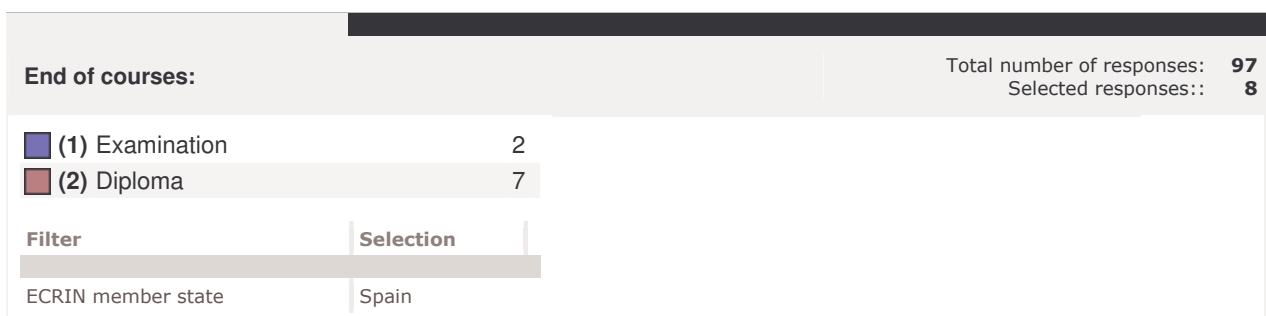 End of courses:
Total number of responses: 97
Selected responses:: 8
(1) Examination 2
(2) Diploma 7
Filter Selection
ECRIN member state Spain